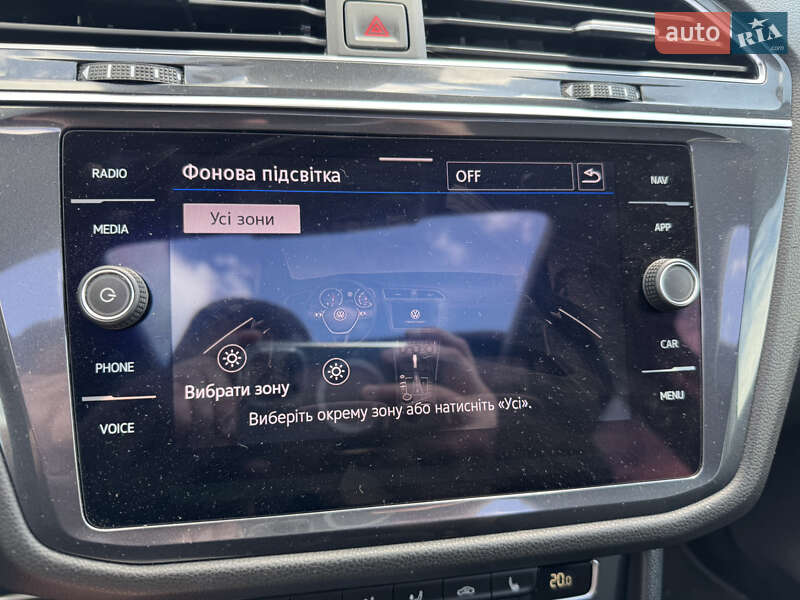 auto RIA
.com
RADIO
MEDIA
PHONE
VOICE
Фонова підсвітка
OFF
Усі зони
Вибрати зону
Виберіть окрему зону або натисніть «Усі».
NAV
APP
CAR
MENU
20.0